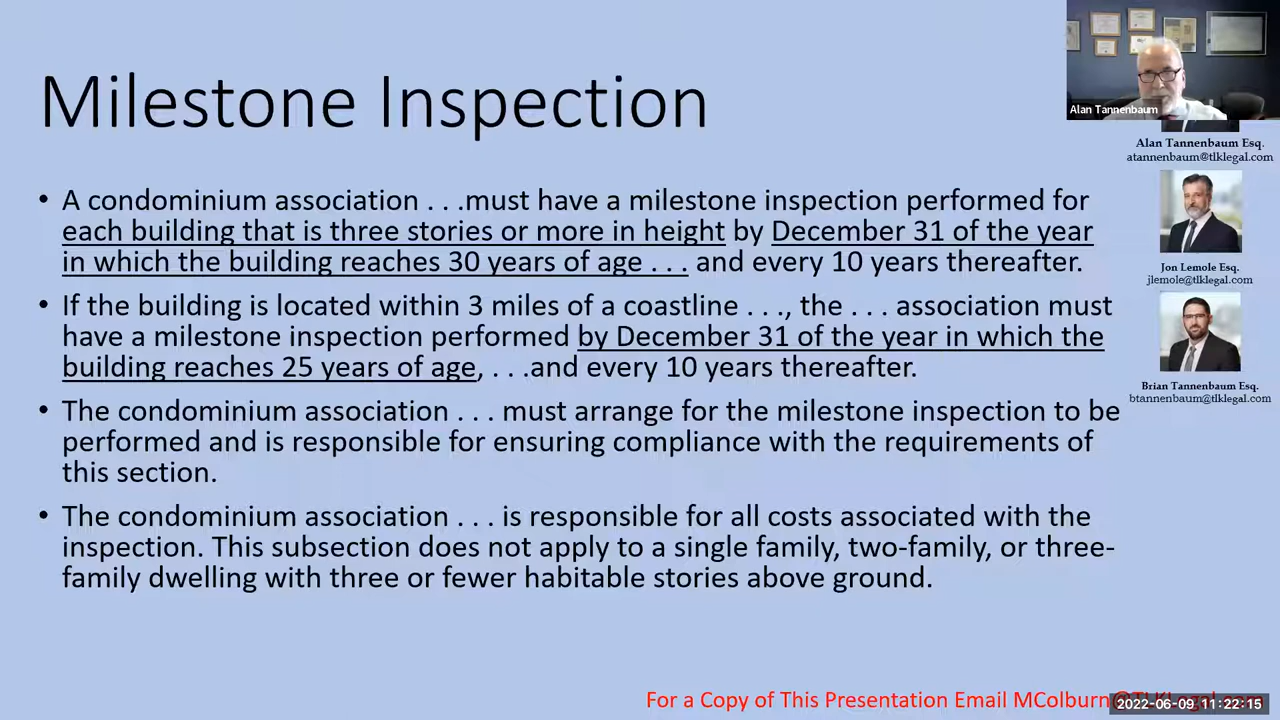 Milestone Inspection
• A condominium association . . .must have a milestone inspection performed for
each building that is three stories or more in height by December 31 of the year
in which the building reaches 30 years of age . . . and every 10 years thereafter.
• If the building is located within 3 miles of a coastline . . ., the . . . association must
have a milestone inspection performed by December 31 of the year in which the
building reaches 25 years of age, . . .and every 10 years thereafter.
• The condominium association . . . must arrange for the milestone inspection to be
performed and is responsible for ensuring compliance with the requirements of
this section.
• The condominium association . . . is responsible for all costs associated with the
inspection. This subsection does not apply to a single family, two-family, or three-
family dwelling with three or fewer habitable stories above ground.
Alan Tannenbaum
Alan Tannenbaum Esq.
atannenbaum@tlklegal.com
Jon Lemole Esq.
jlemole@tlklegal.com
Brian Tannenbaum Esq.
btannenbaum@tlklegal.com
For a Copy of This Presentation Email MColburn@TLKLegal.com
2022-06-09 11:22:15